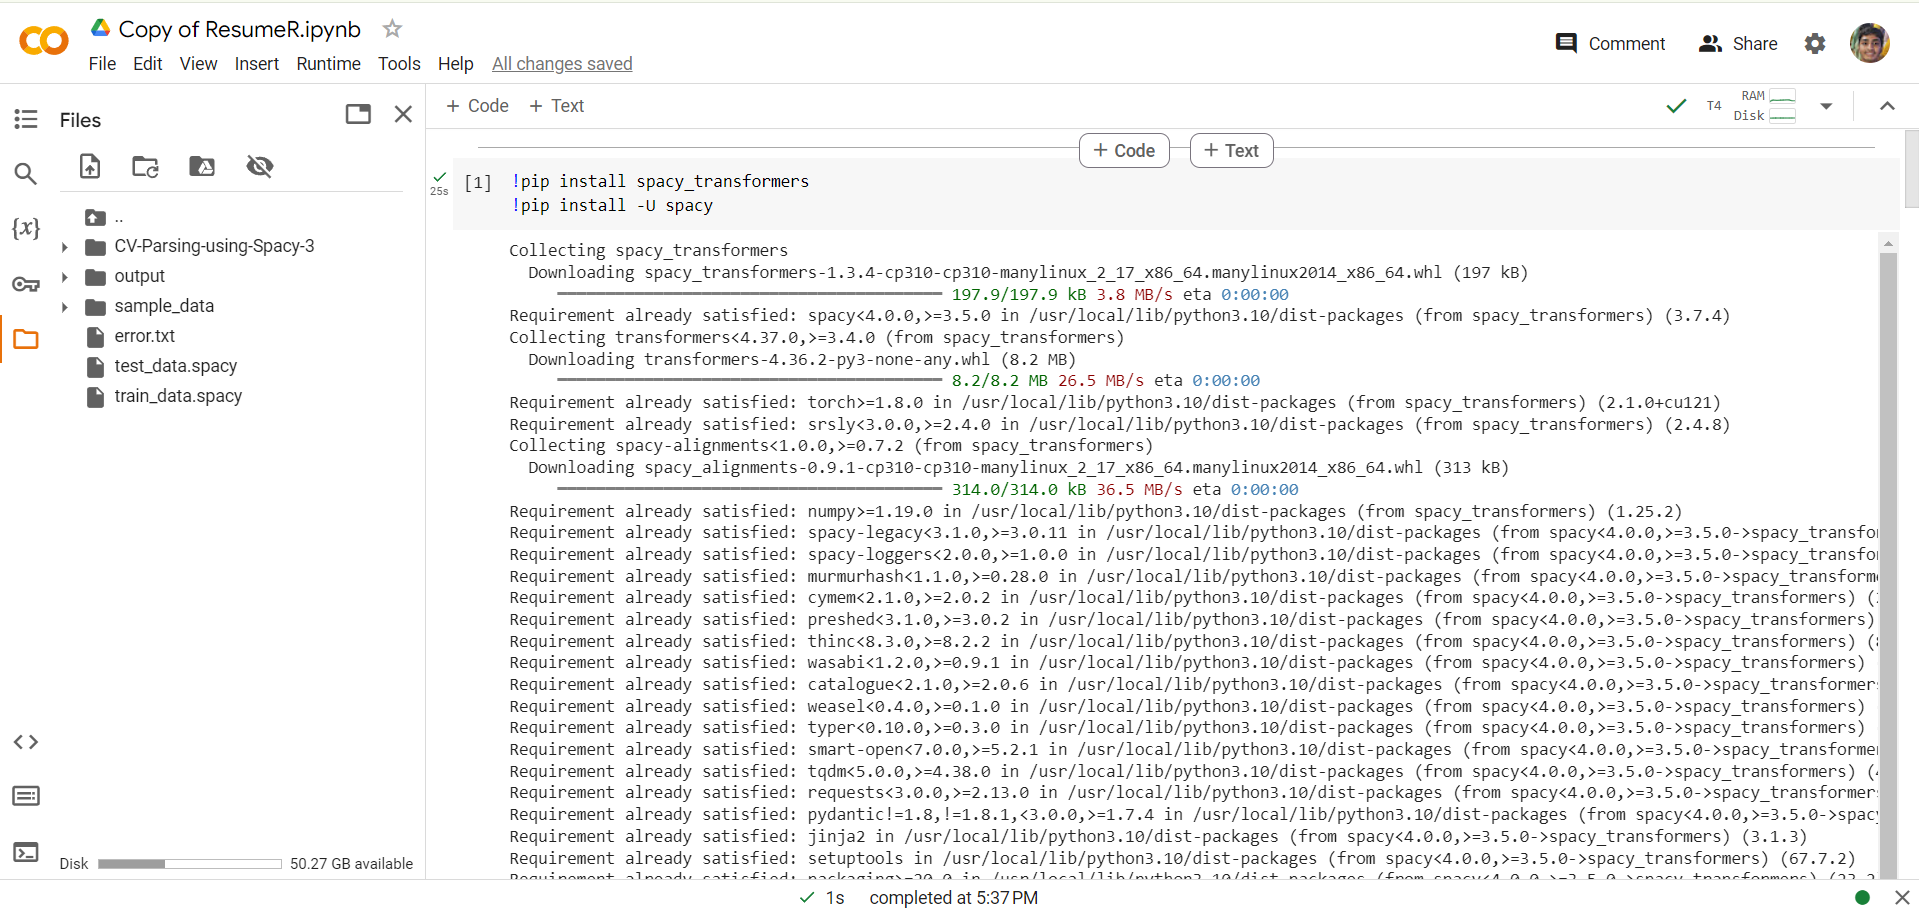 Copy of ResumeR.ipynb
File Edit View Insert Runtime Tools Help All changes saved
Comment Share
Files
+ Code + Text
T4 RAM Disk
+ Code + Text
..
CV-Parsing-using-Spacy-3
output
sample_data
error.txt
test_data.spacy
train_data.spacy
{x}
Disk 50.27 GB available
25s
[1] !pip install spacy_transformers
!pip install -U spacy
Collecting spacy_transformers
Downloading spacy_transformers-1.3.4-cp310-cp310-manylinux_2_17_x86_64.manylinux2014_x86_64.whl (197 kB)
197.9/197.9 kB 3.8 MB/s eta 0:00:00
Requirement already satisfied: spacy<4.0.0,>=3.5.0 in /usr/local/lib/python3.10/dist-packages (from spacy_transformers) (3.7.4)
Collecting transformers<4.37.0,>=3.4.0 (from spacy_transformers)
Downloading transformers-4.36.2-py3-none-any.whl (8.2 MB)
8.2/8.2 MB 26.5 MB/s eta 0:00:00
Requirement already satisfied: torch>=1.8.0 in /usr/local/lib/python3.10/dist-packages (from spacy_transformers) (2.1.0+cu121)
Requirement already satisfied: srsly<3.0.0,>=2.4.0 in /usr/local/lib/python3.10/dist-packages (from spacy_transformers) (2.4.8)
Collecting spacy-alignments<1.0.0,>=0.7.2 (from spacy_transformers)
Downloading spacy_alignments-0.9.1-cp310-cp310-manylinux_2_17_x86_64.manylinux2014_x86_64.whl (313 kB)
314.0/314.0 kB 36.5 MB/s eta 0:00:00
Requirement already satisfied: numpy>=1.19.0 in /usr/local/lib/python3.10/dist-packages (from spacy_transformers) (1.25.2)
Requirement already satisfied: spacy-legacy<3.1.0,>=3.0.11 in /usr/local/lib/python3.10/dist-packages (from spacy<4.0.0,>=3.5.0->spacy_transfo
Requirement already satisfied: spacy-loggers<2.0.0,>=1.0.0 in /usr/local/lib/python3.10/dist-packages (from spacy<4.0.0,>=3.5.0->spacy_transfo
Requirement already satisfied: murmurhash<1.1.0,>=0.28.0 in /usr/local/lib/python3.10/dist-packages (from spacy<4.0.0,>=3.5.0->spacy_transform
Requirement already satisfied: cymem<2.1.0,>=2.0.2 in /usr/local/lib/python3.10/dist-packages (from spacy<4.0.0,>=3.5.0->spacy_transformers) (
Requirement already satisfied: preshed<3.1.0,>=3.0.2 in /usr/local/lib/python3.10/dist-packages (from spacy<4.0.0,>=3.5.0->spacy_transformers)
Requirement already satisfied: thinc<8.3.0,>=8.2.2 in /usr/local/lib/python3.10/dist-packages (from spacy<4.0.0,>=3.5.0->spacy_transformers) (
Requirement already satisfied: wasabi<1.2.0,>=0.9.1 in /usr/local/lib/python3.10/dist-packages (from spacy<4.0.0,>=3.5.0->spacy_transformers)
Requirement already satisfied: catalogue<2.1.0,>=2.0.6 in /usr/local/lib/python3.10/dist-packages (from spacy<4.0.0,>=3.5.0->spacy_transformer
Requirement already satisfied: weasel<0.4.0,>=0.1.0 in /usr/local/lib/python3.10/dist-packages (from spacy<4.0.0,>=3.5.0->spacy_transformers)
Requirement already satisfied: typer<0.10.0,>=0.3.0 in /usr/local/lib/python3.10/dist-packages (from spacy<4.0.0,>=3.5.0->spacy_transformers)
Requirement already satisfied: smart-open<7.0.0,>=5.2.1 in /usr/local/lib/python3.10/dist-packages (from spacy<4.0.0,>=3.5.0->spacy_transforme
Requirement already satisfied: tqdm<5.0.0,>=4.38.0 in /usr/local/lib/python3.10/dist-packages (from spacy<4.0.0,>=3.5.0->spacy_transformers) (
Requirement already satisfied: requests<3.0.0,>=2.13.0 in /usr/local/lib/python3.10/dist-packages (from spacy<4.0.0,>=3.5.0->spacy_transformers
Requirement already satisfied: pydantic!=1.8,!=1.8.1,<3.0.0,>=1.7.4 in /usr/local/lib/python3.10/dist-packages (from spacy<4.0.0,>=3.5.0->spacy
Requirement already satisfied: jinja2 in /usr/local/lib/python3.10/dist-packages (from spacy<4.0.0,>=3.5.0->spacy_transformers) (3.1.3)
Requirement already satisfied: setuptools in /usr/local/lib/python3.10/dist-packages (from spacy<4.0.0,>=3.5.0->spacy_transformers) (67.7.2)
Requirement already satisfied: packaging>=20.0 in /usr/local/lib/python3.10/dist-packages (from spacy<4.0.0,>=3.5.0->spacy_transformers) (23.2
1s completed at 5:37 PM